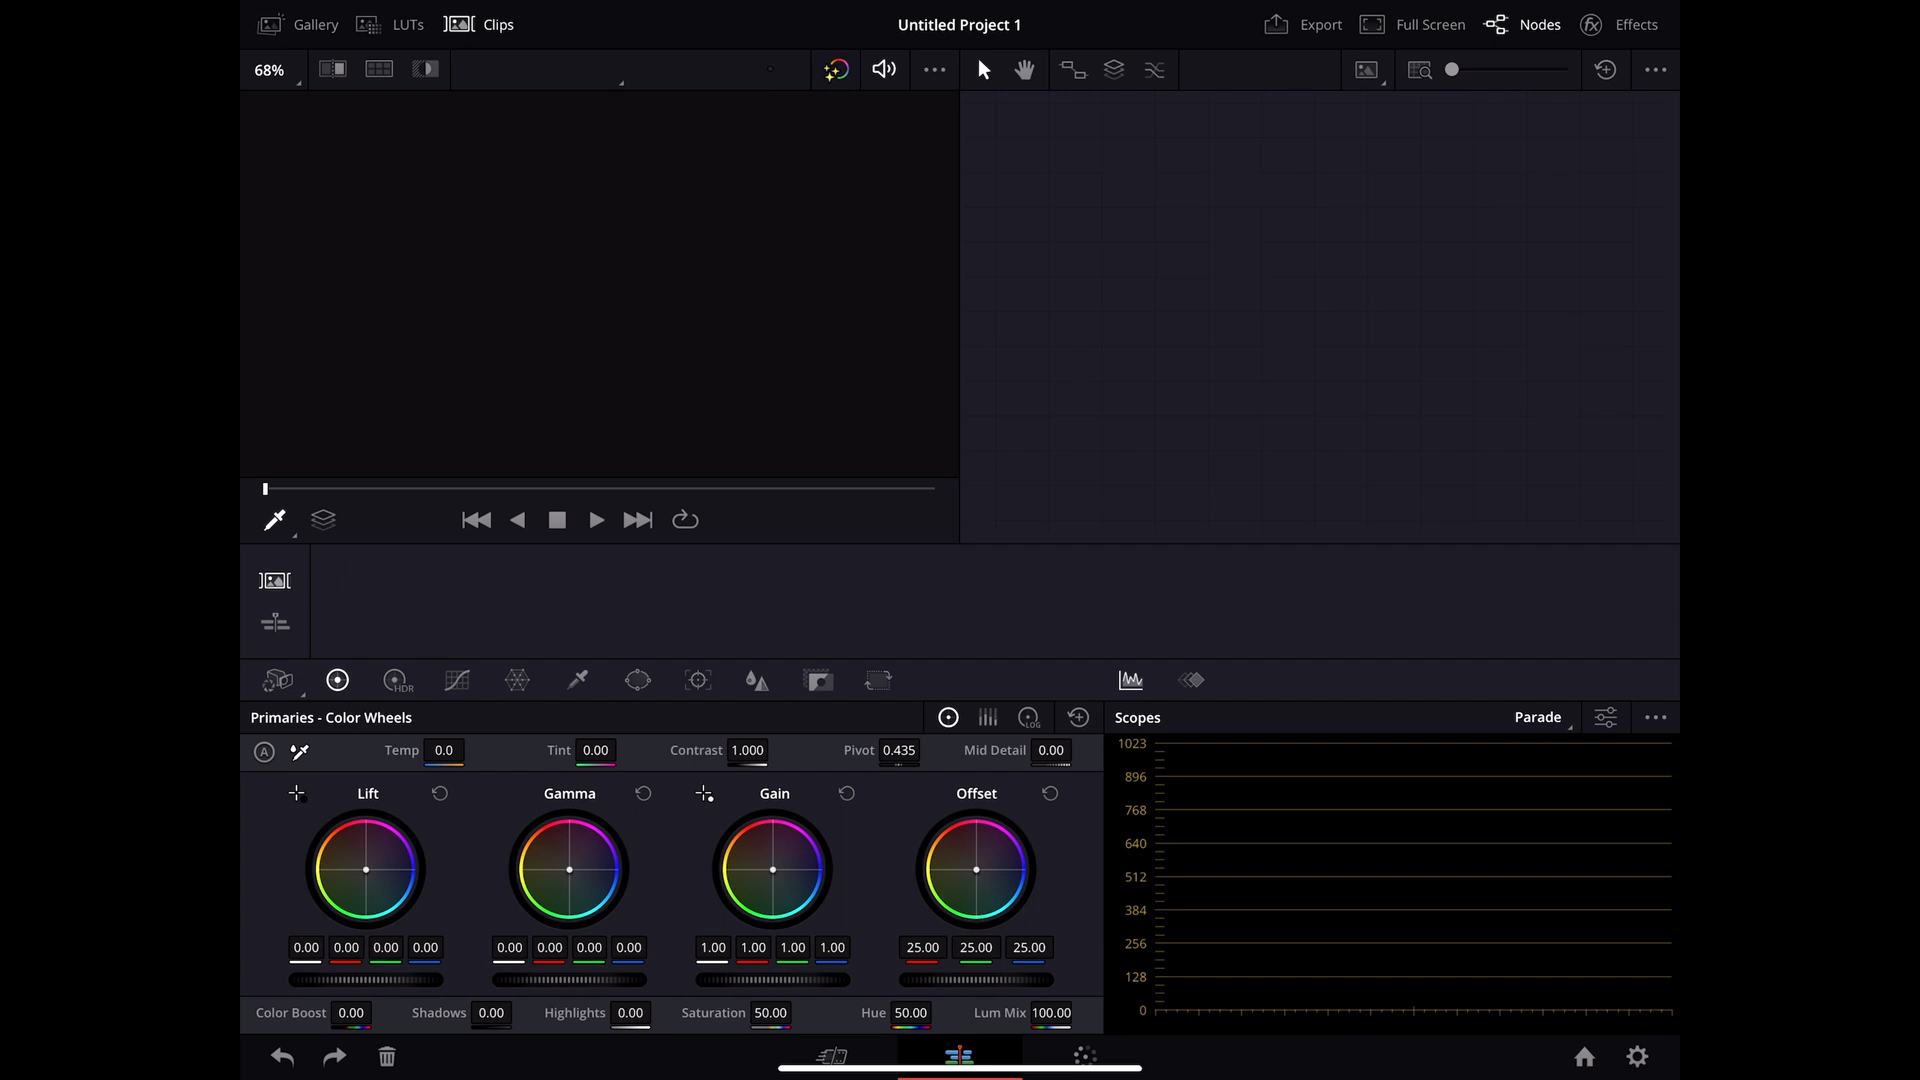 Gallery LUTs Clips Untitled Project 1 Export Full Screen Nodes fx Effects
68%
HDR
Primaries - Color Wheels LOG Scopes Parade
A Temp 0.0 Tint 0.00 Contrast 1.000 Pivot 0.435 Mid Detail 0.00
Lift Gamma Gain Offset
0.00 0.00 0.00 0.00 0.00 0.00 0.00 0.00 1.00 1.00 1.00 1.00 25.00 25.00 25.00
Color Boost 0.00 Shadows 0.00 Highlights 0.00 Saturation 50.00 Hue 50.00 Lum Mix 100.00
1023
896
768
640
512
384
256
128
0